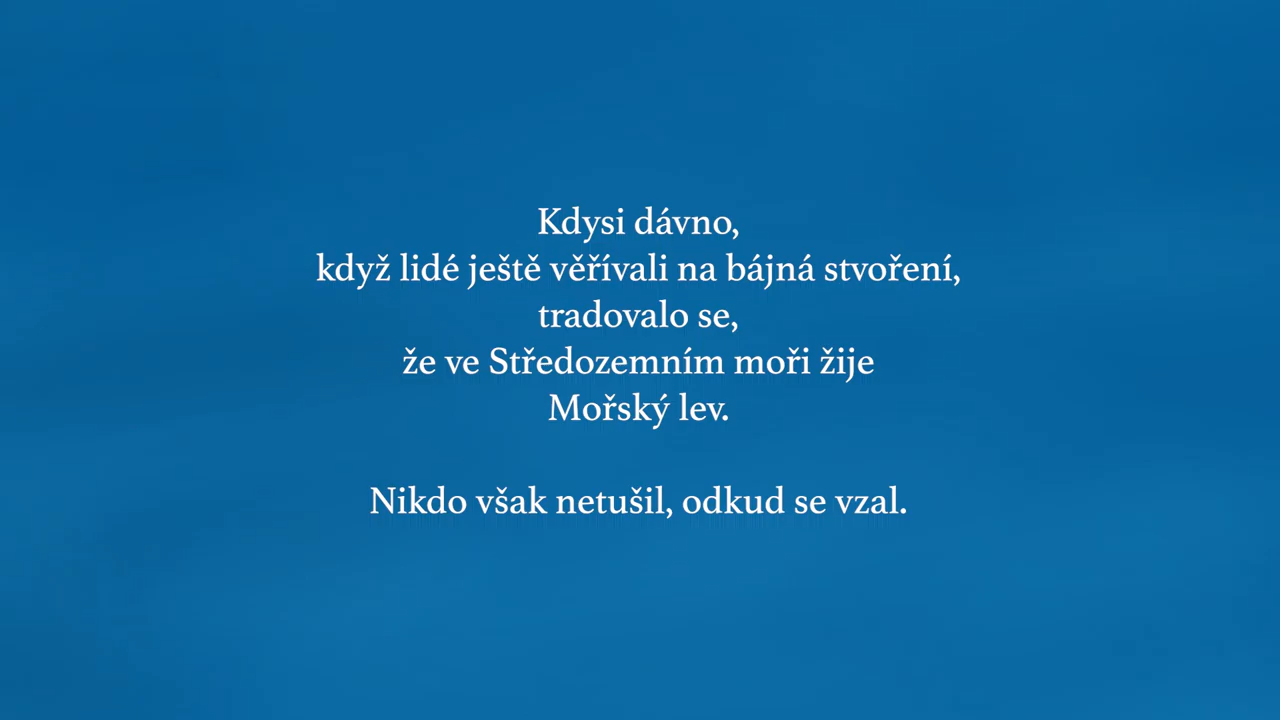 Kdysi dávno,
když lidé ještě věřívali na bájná stvoření,
tradovalo se,
že ve Středozemním moři žije
Mořský lev.
Nikdo však netušil, odkud se vzal.